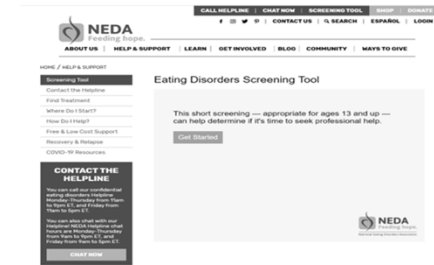 CALL HELPLINE | CHAT NOW | SCREENING TOOL | SHOP | DONATE
CONTACT US | SEARCH | ESPAÑOL | LOGIN
NEDA
Feeding hope.
ABOUT US | HELP & SUPPORT | LEARN | GET INVOLVED | BLOG | COMMUNITY | WAYS TO GIVE
HOME / HELP & SUPPORT
Screening Tool
Contact the Helpline
Find Treatment
Where Do I Start?
How Do I Help?
Free & Low Cost Support
Recovery & Relapse
COVID-19 Resources
CONTACT THE
HELPLINE
You can call our confidential
eating disorders Helpline
Monday-Thursday from 11am
to 9pm ET, and Friday from
11am to 5pm ET.
You can also chat with our
Helpline! NEDA Helpline chat
hours are Monday-Thursday
from 9am to 9pm ET, and
Friday from 9am to 5pm ET.
CHAT NOW
Eating Disorders Screening Tool
This short screening — appropriate for ages 13 and up —
can help determine if it's time to seek professional help.
Get Started
NEDA
National Eating Disorders Association